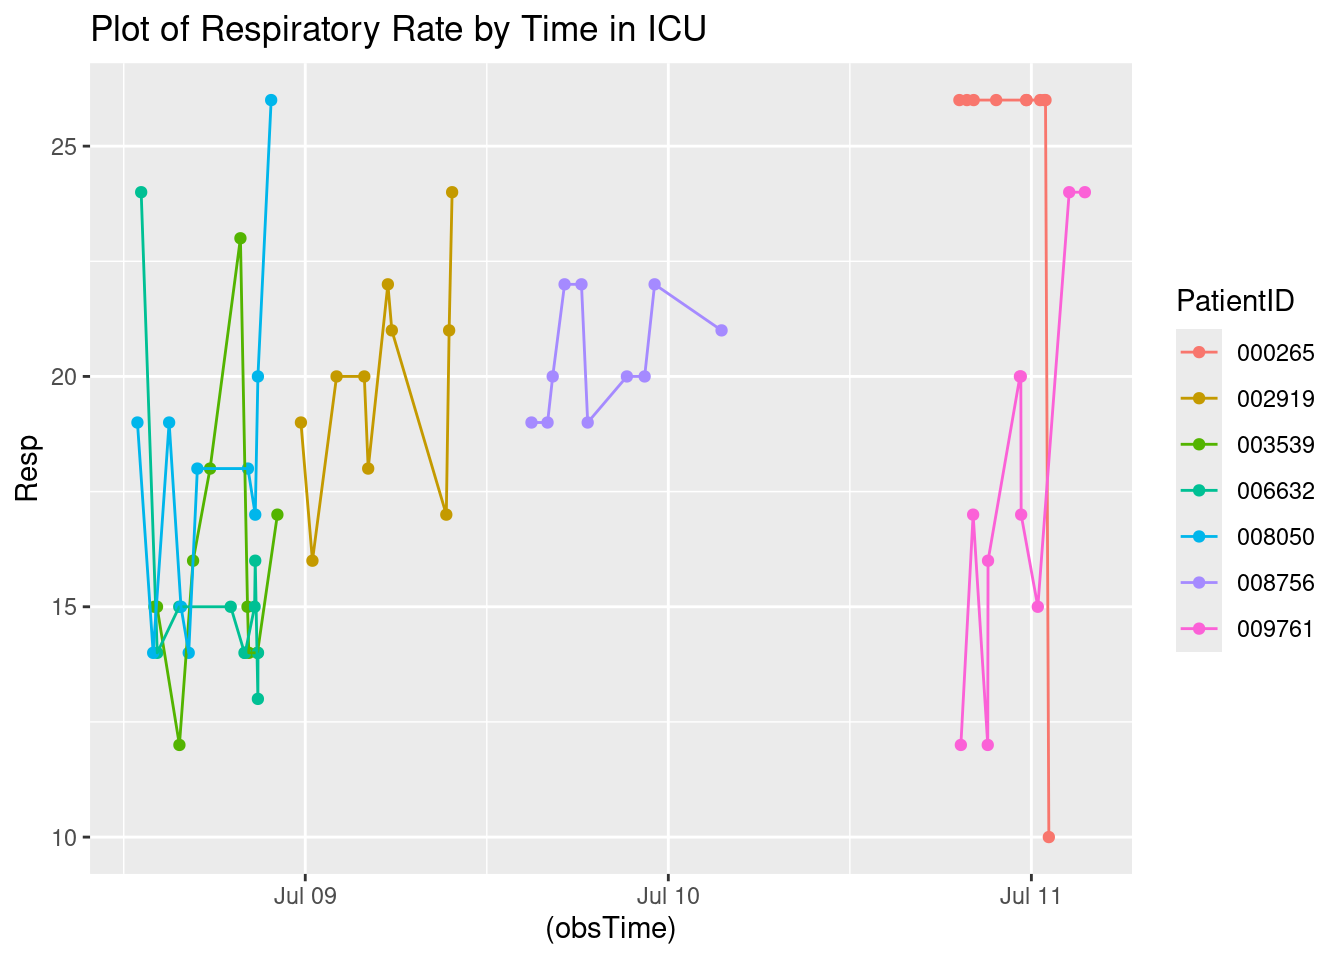 Plot of Respiratory Rate by Time in ICU
25
20
15
10
Resp
Jul 09
Jul 10
Jul 11
(obsTime)
PatientID
000265
002919
003539
006632
008050
008756
009761